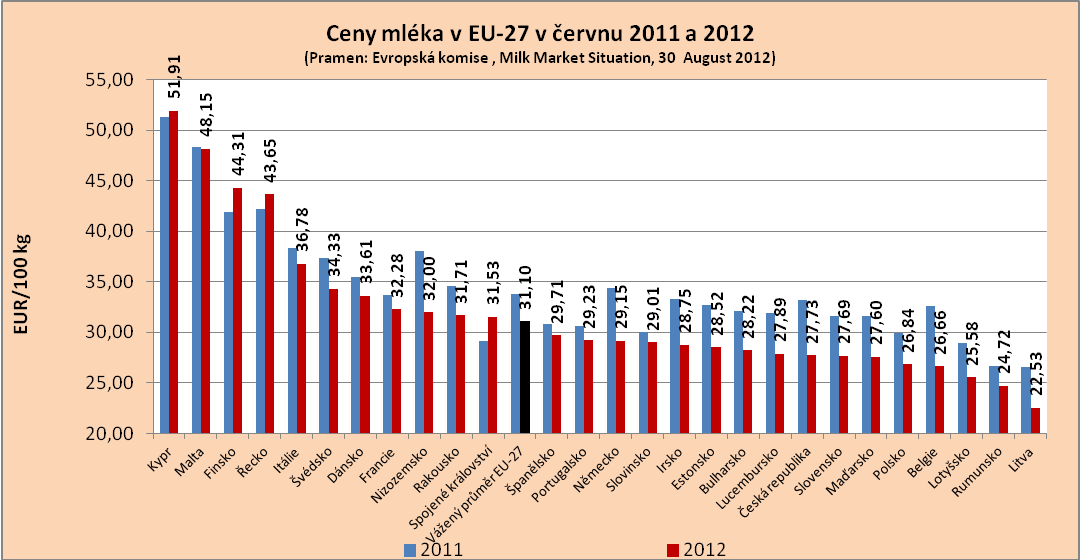 Ceny mléka v EU-27 v červnu 2011 a 2012
(Pramen: Evropská komise , Milk Market Situation, 30 August 2012)
EUR/100 kg
55,00
50,00
45,00
40,00
35,00
30,00
25,00
20,00
51,91
48,15
44,31
43,65
36,78
34,33
33,61
32,28
32,00
31,71
31,53
31,10
29,71
29,23
29,15
29,01
28,75
28,52
28,22
27,89
27,73
27,69
27,60
26,84
26,66
25,58
24,72
22,53
Kypr
Malta
Finsko
Řecko
Itálie
Švédsko
Dánsko
Francie
Nizozemsko
Rakousko
Spojené království
Vážený průměr EU-27
Španělsko
Portugalsko
Německo
Slovinsko
Irsko
Estonsko
Bulharsko
Lucembursko
Česká republika
Slovensko
Maďarsko
Polsko
Belgie
Lotyšsko
Rumunsko
Litva
2011
2012